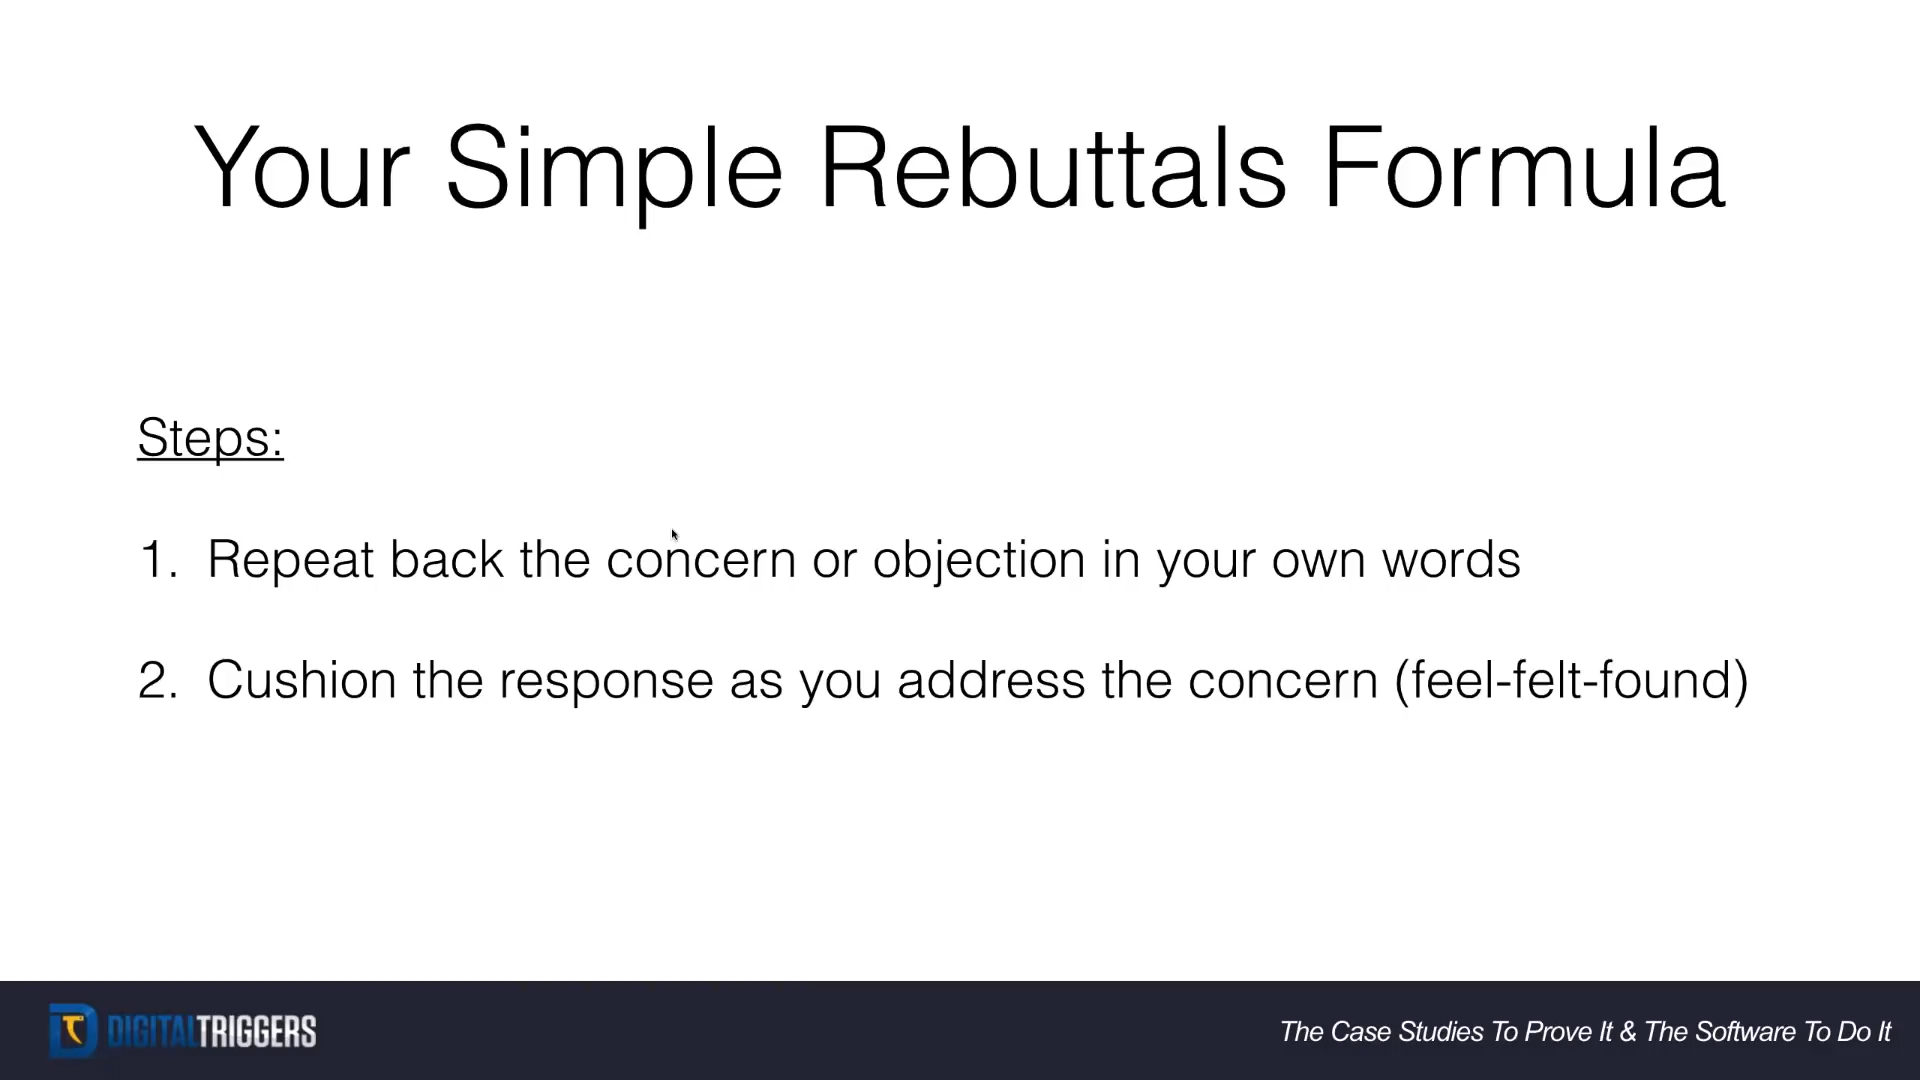 Your Simple Rebuttals Formula
Steps:
1. Repeat back the concern or objection in your own words
2. Cushion the response as you address the concern (feel-felt-found)
DIGITALTRIGGERS
The Case Studies To Prove It & The Software To Do It